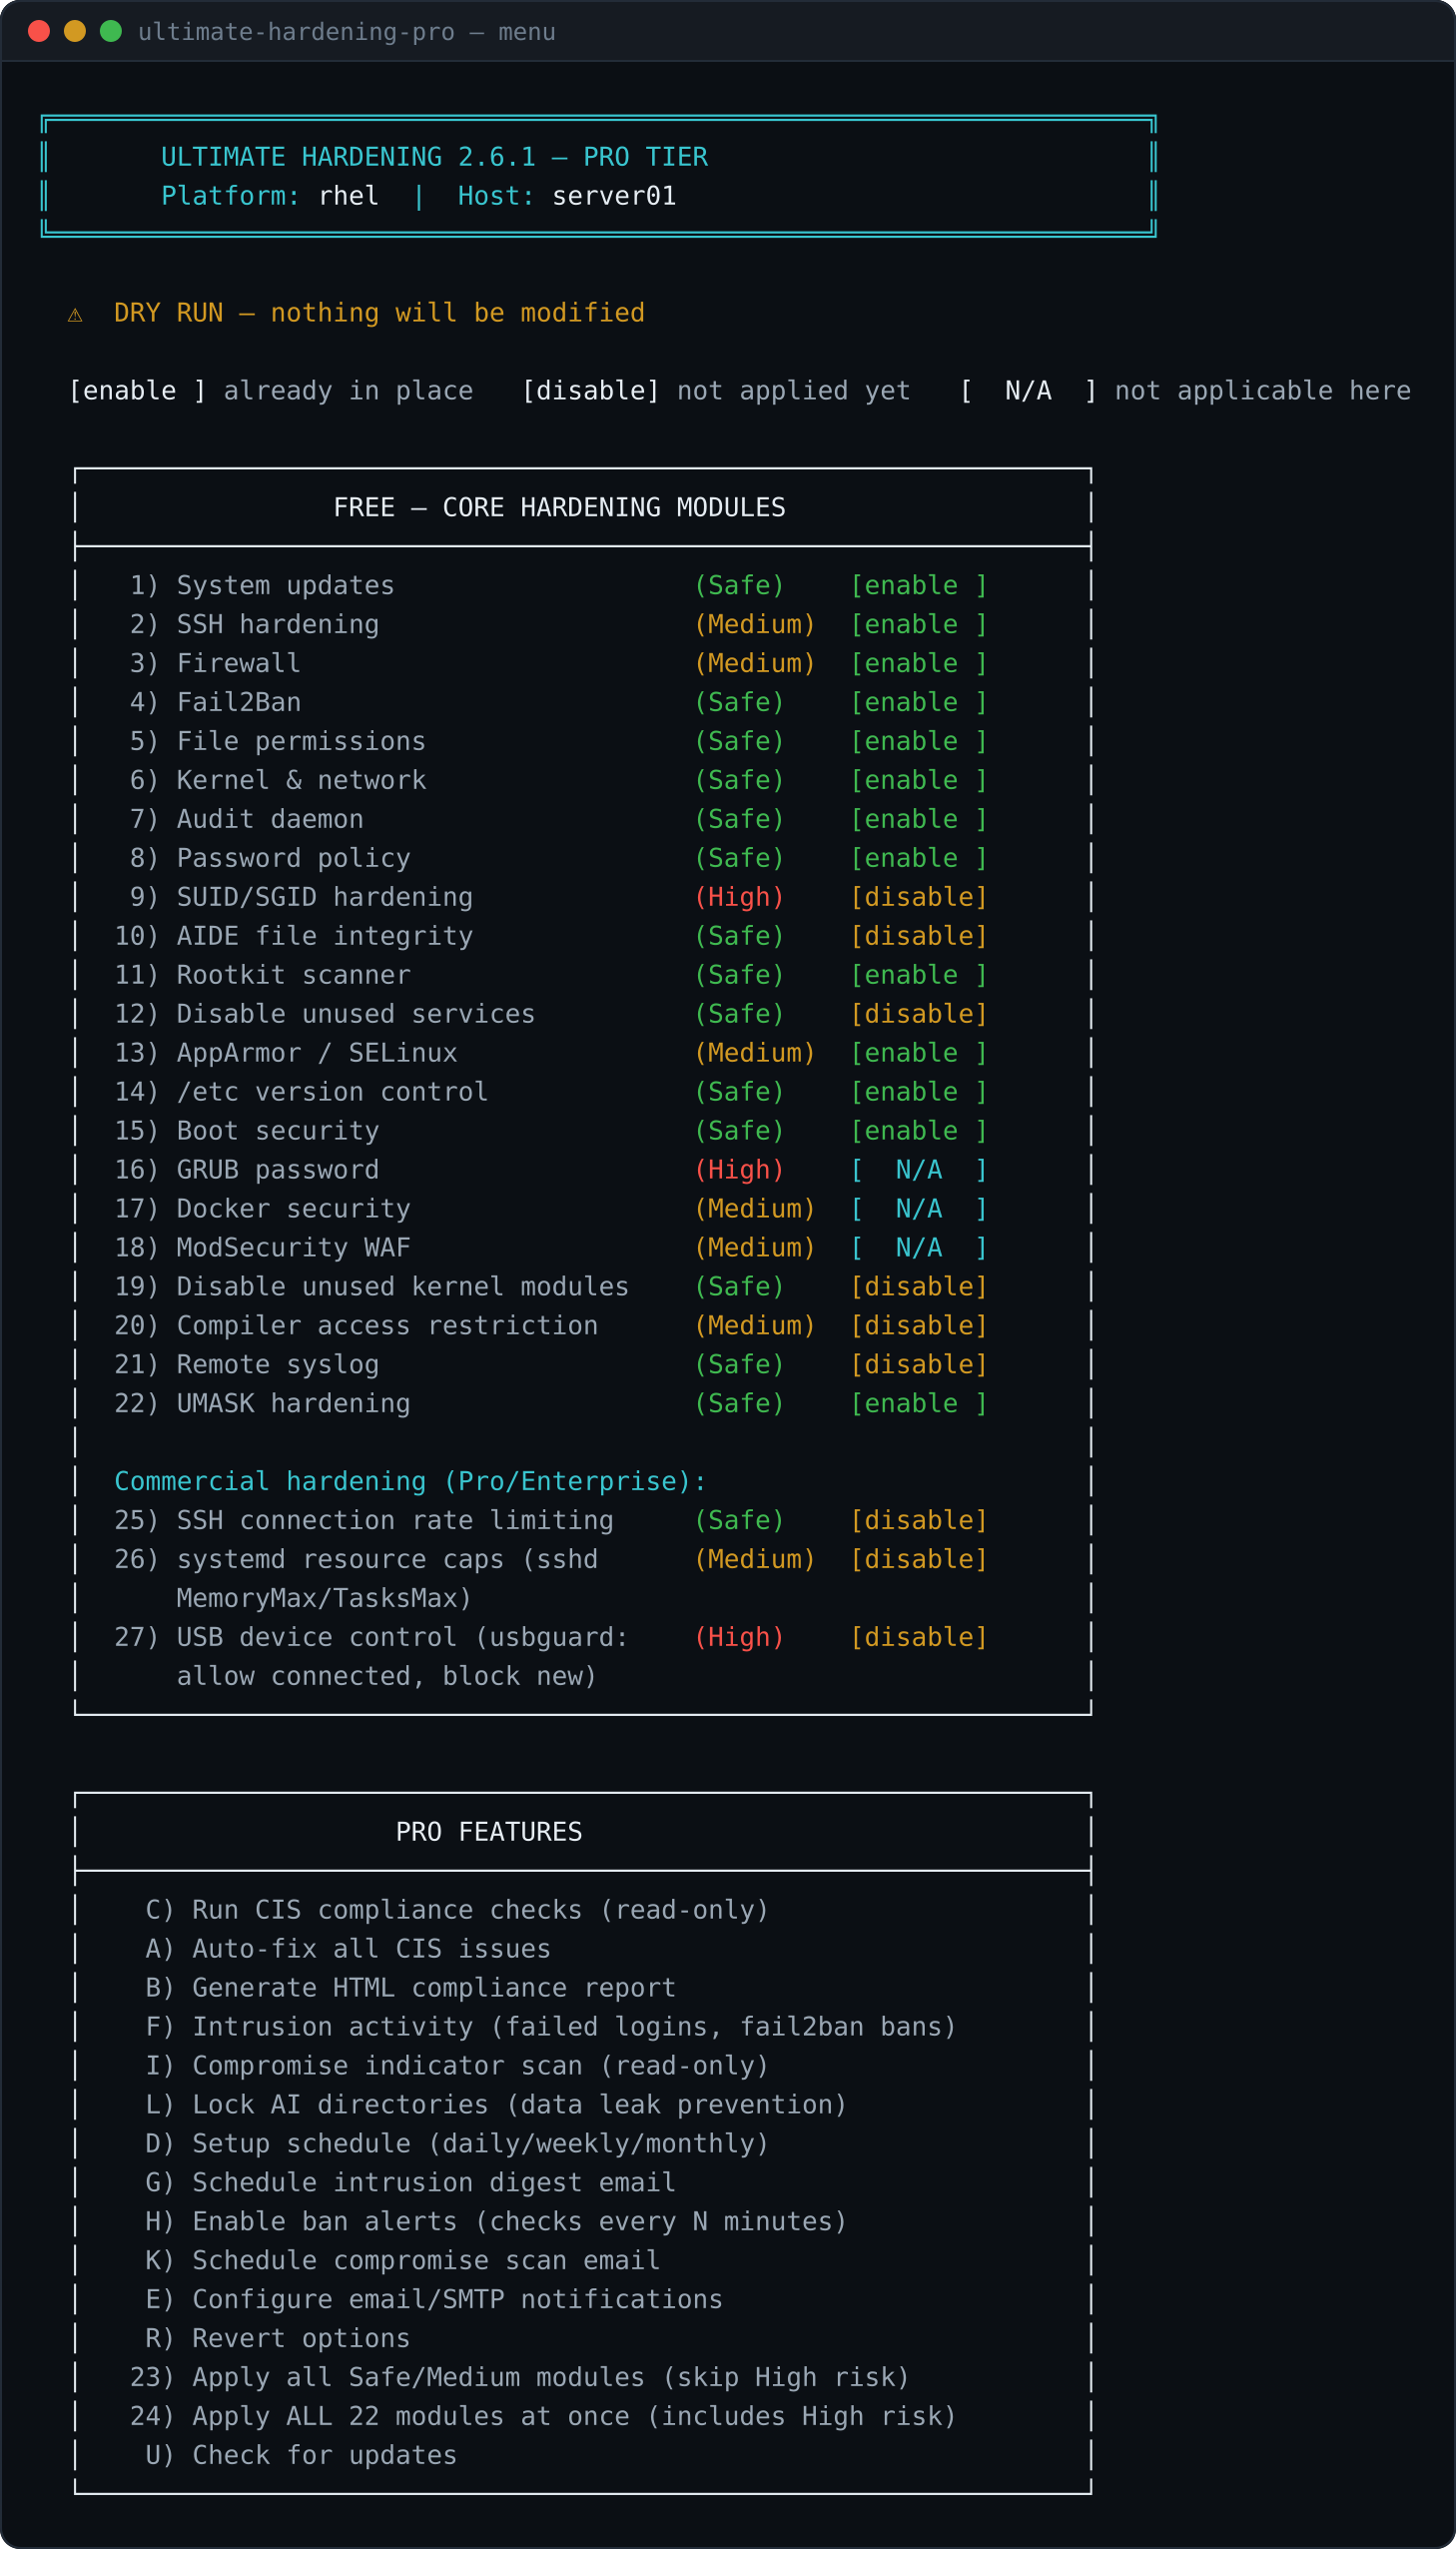 ultimate-hardening-pro — menu
ULTIMATE HARDENING 2.6.1 — PRO TIER
Platform: rhel | Host: server01
⚠ DRY RUN — nothing will be modified
[enable ] already in place [disable] not applied yet [ N/A ] not applicable here
FREE — CORE HARDENING MODULES
1) System updates (Safe) [enable ]
2) SSH hardening (Medium) [enable ]
3) Firewall (Medium) [enable ]
4) Fail2Ban (Safe) [enable ]
5) File permissions (Safe) [enable ]
6) Kernel & network (Safe) [enable ]
7) Audit daemon (Safe) [enable ]
8) Password policy (Safe) [enable ]
9) SUID/SGID hardening (High) [disable]
10) AIDE file integrity (Safe) [disable]
11) Rootkit scanner (Safe) [enable ]
12) Disable unused services (Safe) [disable]
13) AppArmor / SELinux (Medium) [enable ]
14) /etc version control (Safe) [enable ]
15) Boot security (Safe) [enable ]
16) GRUB password (High) [ N/A ]
17) Docker security (Medium) [ N/A ]
18) ModSecurity WAF (Medium) [ N/A ]
19) Disable unused kernel modules (Safe) [disable]
20) Compiler access restriction (Medium) [disable]
21) Remote syslog (Safe) [disable]
22) UMASK hardening (Safe) [enable ]
Commercial hardening (Pro/Enterprise):
25) SSH connection rate limiting (Safe) [disable]
26) systemd resource caps (sshd (Medium) [disable]
MemoryMax/TasksMax)
27) USB device control (usbguard: (High) [disable]
allow connected, block new)
PRO FEATURES
C) Run CIS compliance checks (read-only)
A) Auto-fix all CIS issues
B) Generate HTML compliance report
F) Intrusion activity (failed logins, fail2ban bans)
I) Compromise indicator scan (read-only)
L) Lock AI directories (data leak prevention)
D) Setup schedule (daily/weekly/monthly)
G) Schedule intrusion digest email
H) Enable ban alerts (checks every N minutes)
K) Schedule compromise scan email
E) Configure email/SMTP notifications
R) Revert options
23) Apply all Safe/Medium modules (skip High risk)
24) Apply ALL 22 modules at once (includes High risk)
U) Check for updates